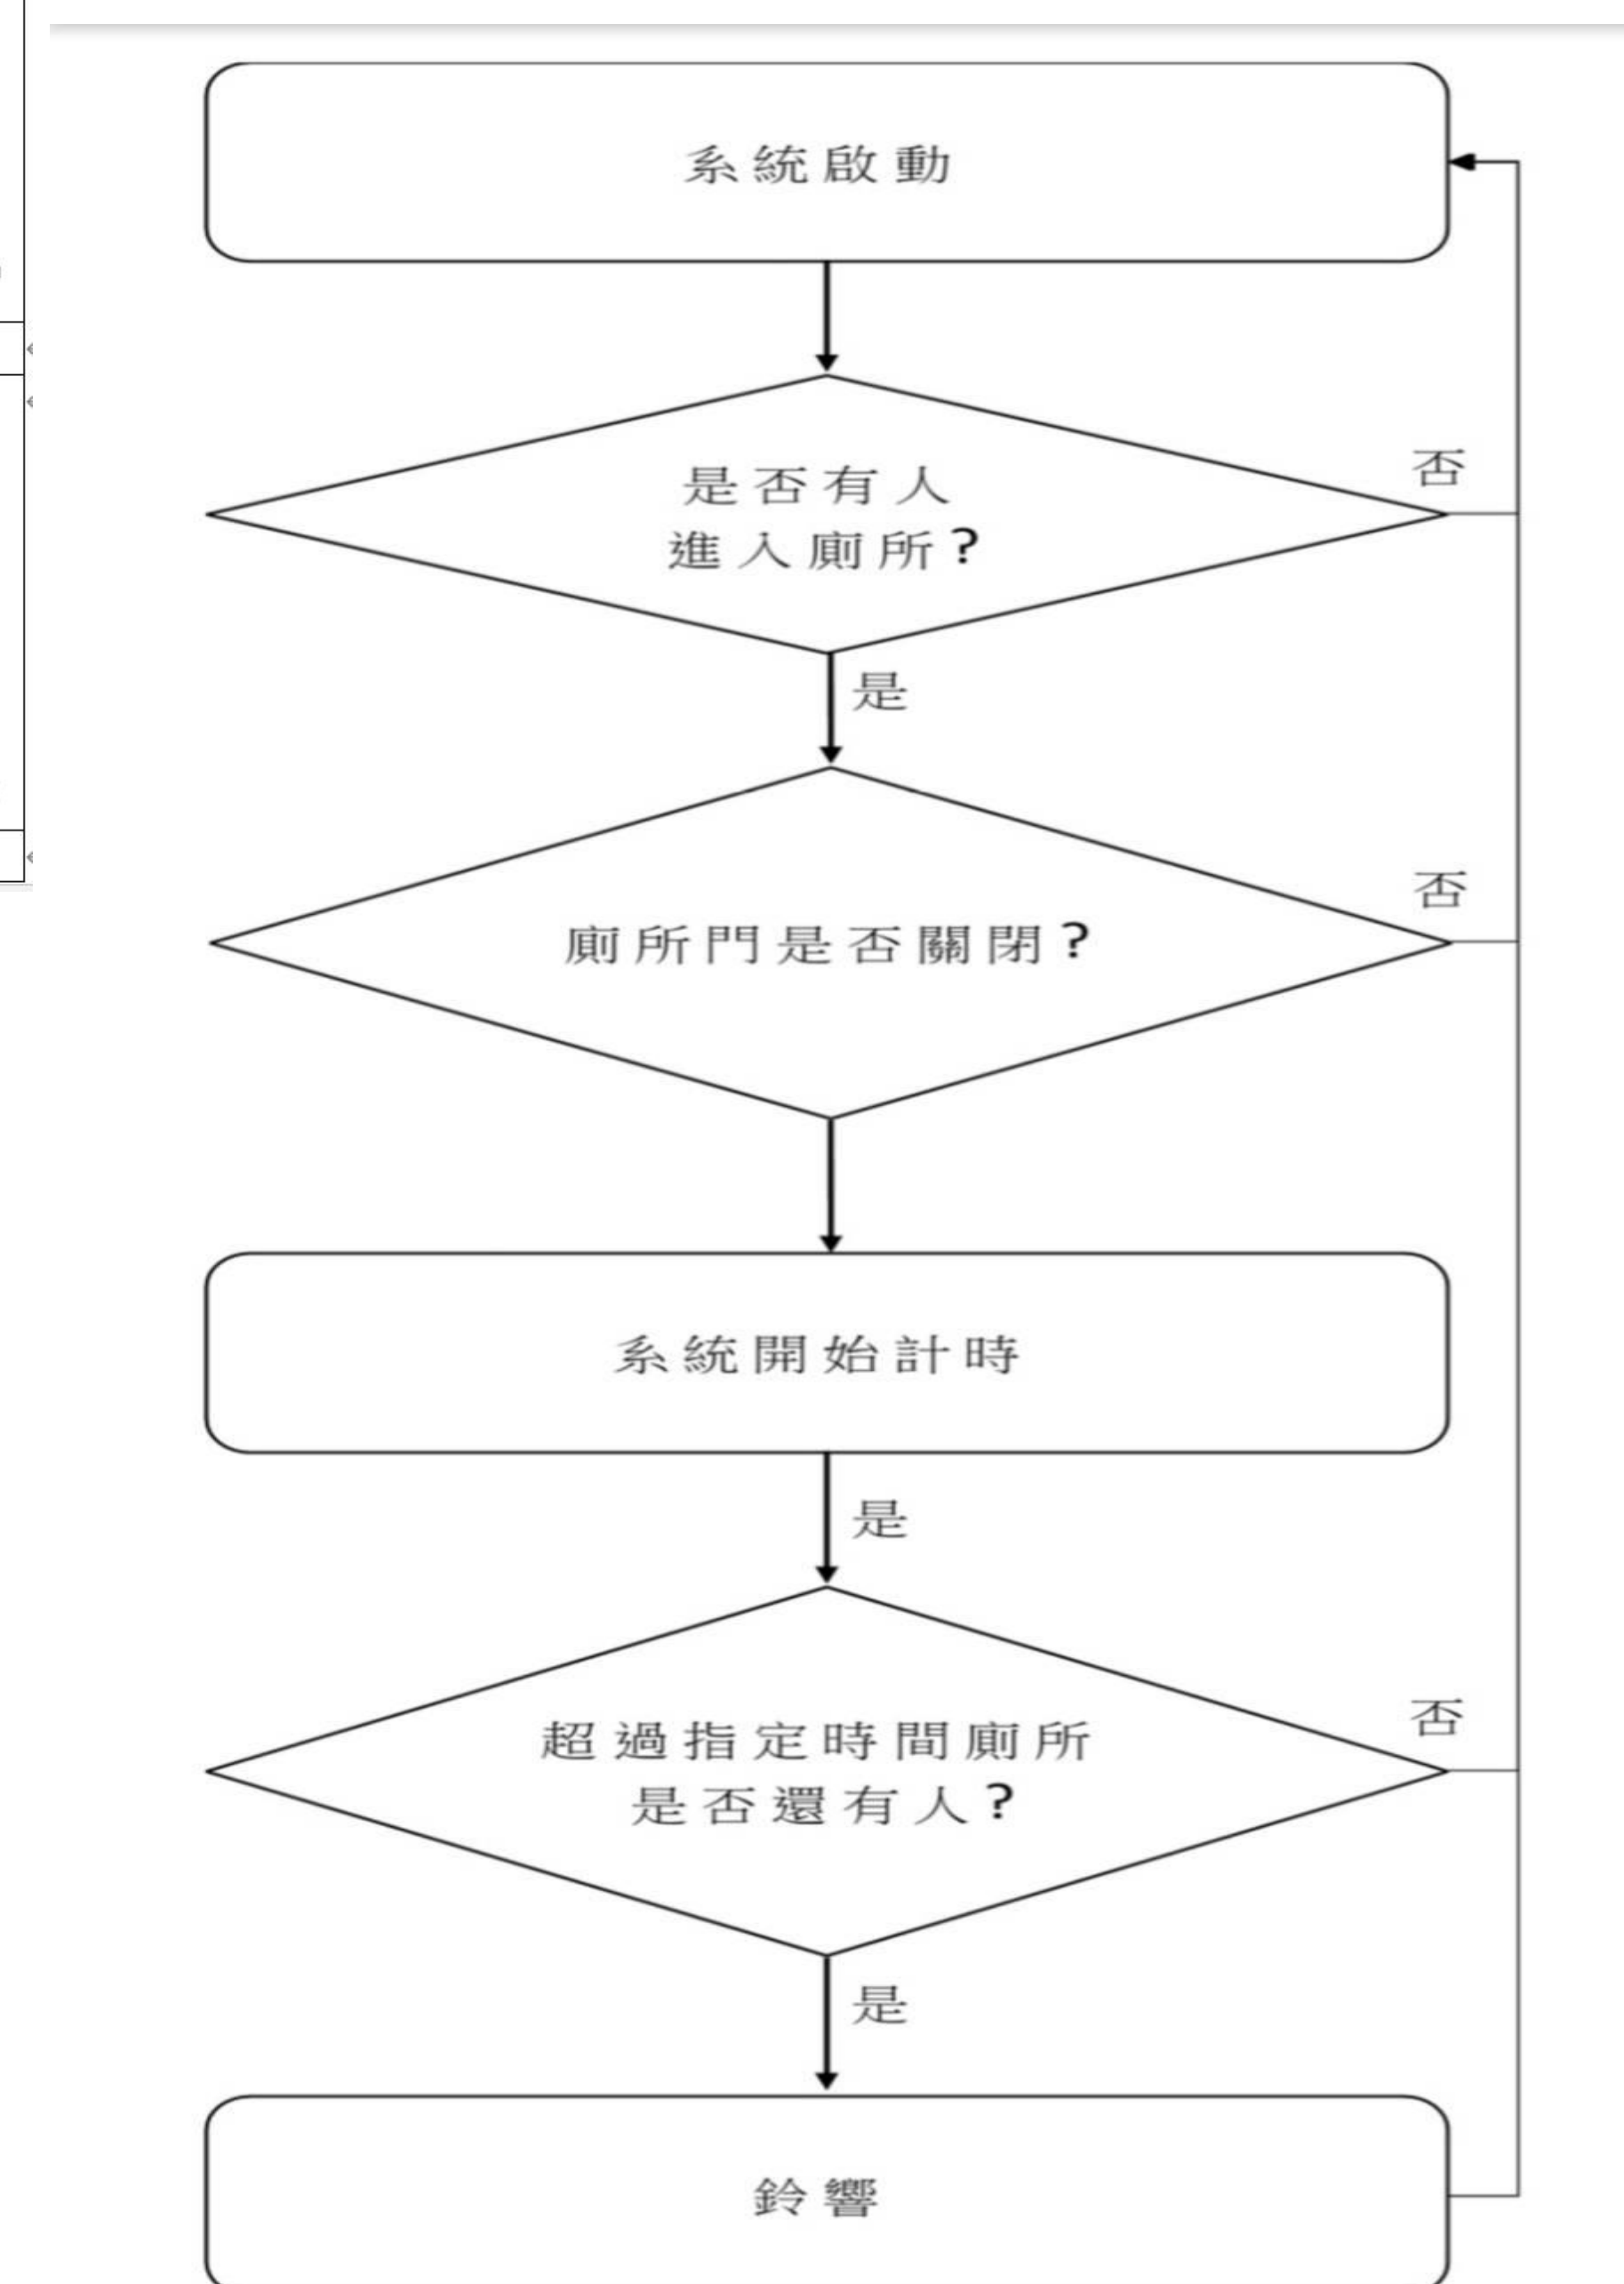 系統啟動
否
是否有人
進入廁所?
是
否
廁所門是否關閉?
系統開始計時
是
否
超過指定時間廁所
是否還有人?
是
鈴響